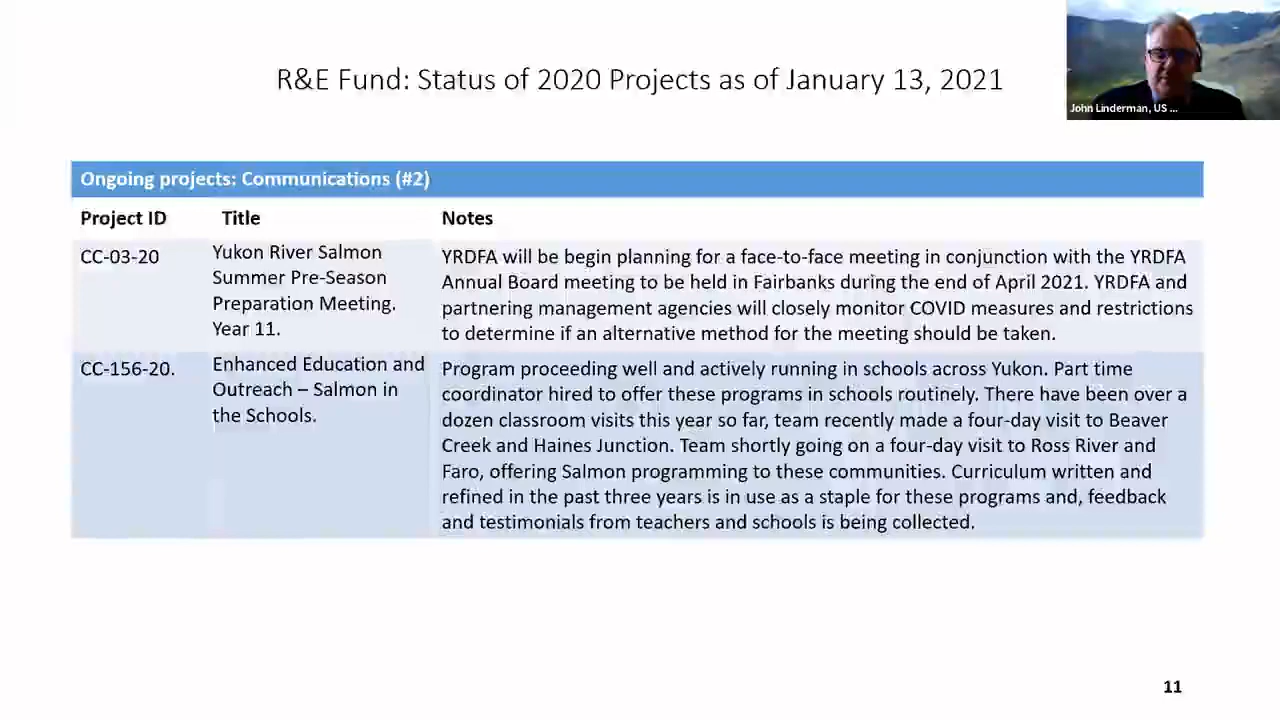 R&E Fund: Status of 2020 Projects as of January 13, 2021
John Linderman, US ...
Ongoing projects: Communications (#2)
Project ID
Title
Notes
CC-03-20
Yukon River Salmon
Summer Pre-Season
Preparation Meeting.
Year 11.
YRDFA will be begin planning for a face-to-face meeting in conjunction with the YRDFA
Annual Board meeting to be held in Fairbanks during the end of April 2021. YRDFA and
partnering management agencies will closely monitor COVID measures and restrictions
to determine if an alternative method for the meeting should be taken.
CC-156-20.
Enhanced Education and
Outreach – Salmon in
the Schools.
Program proceeding well and actively running in schools across Yukon. Part time
coordinator hired to offer these programs in schools routinely. There have been over a
dozen classroom visits this year so far, team recently made a four-day visit to Beaver
Creek and Haines Junction. Team shortly going on a four-day visit to Ross River and
Faro, offering Salmon programming to these communities. Curriculum written and
refined in the past three years is in use as a staple for these programs and, feedback
and testimonials from teachers and schools is being collected.
11